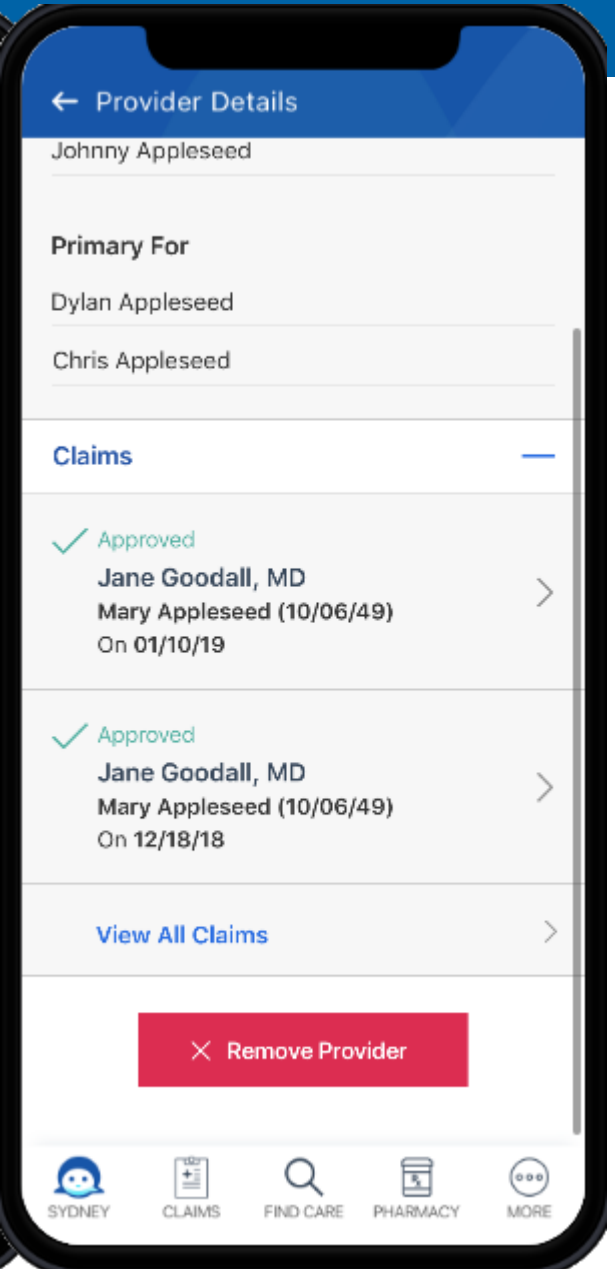 Provider Details
Johnny Appleseed
Primary For
Dylan Appleseed
Chris Appleseed
Claims
Approved
Jane Goodall, MD
Mary Appleseed (10/06/49)
On 01/10/19
Approved
Jane Goodall, MD
Mary Appleseed (10/06/49)
On 12/18/18
View All Claims
Remove Provider
SYDNEY CLAIMS FIND CARE PHARMACY MORE